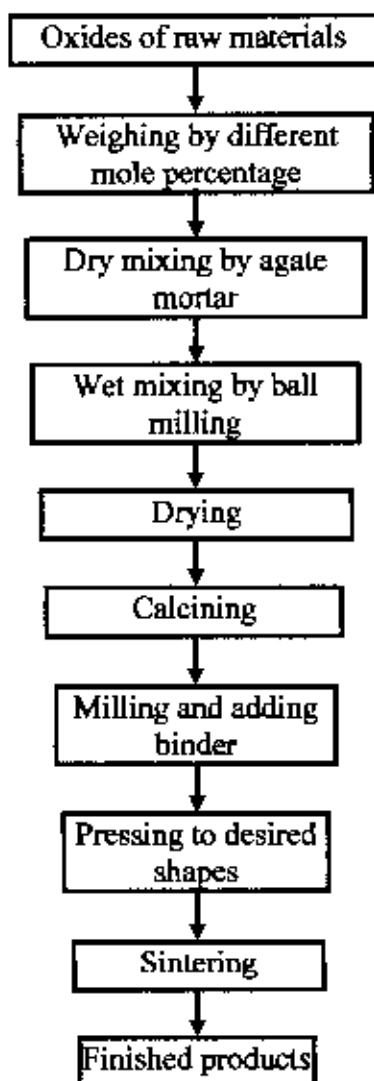 Oxides of raw materials
Weighing by different
mole percentage
Dry mixing by agate
mortar
Wet mixing by ball
milling
Drying
Calcining
Milling and adding
binder
Pressing to desired
shapes
Sintering
Finished products